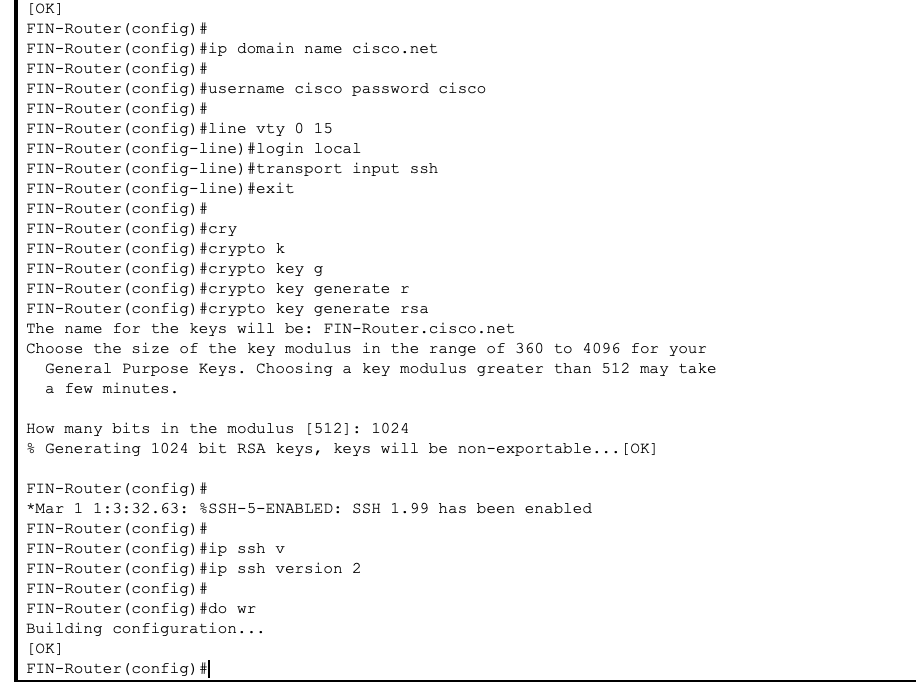 [OK]
FIN-Router(config)#
FIN-Router(config)#ip domain name cisco.net
FIN-Router(config)#
FIN-Router(config)#username cisco password cisco
FIN-Router(config)#
FIN-Router(config)#line vty 0 15
FIN-Router(config-line)#login local
FIN-Router(config-line)#transport input ssh
FIN-Router(config-line)#exit
FIN-Router(config)#
FIN-Router(config)#cry
FIN-Router(config)#crypto k
FIN-Router(config)#crypto key g
FIN-Router(config)#crypto key generate r
FIN-Router(config)#crypto key generate rsa
The name for the keys will be: FIN-Router.cisco.net
Choose the size of the key modulus in the range of 360 to 4096 for your
  General Purpose Keys. Choosing a key modulus greater than 512 may take
  a few minutes.

How many bits in the modulus [512]: 1024
% Generating 1024 bit RSA keys, keys will be non-exportable...[OK]

FIN-Router(config)#
*Mar 1 1:3:32.63: %SSH-5-ENABLED: SSH 1.99 has been enabled
FIN-Router(config)#
FIN-Router(config)#ip ssh v
FIN-Router(config)#ip ssh version 2
FIN-Router(config)#
FIN-Router(config)#do wr
Building configuration...
[OK]
FIN-Router(config)#